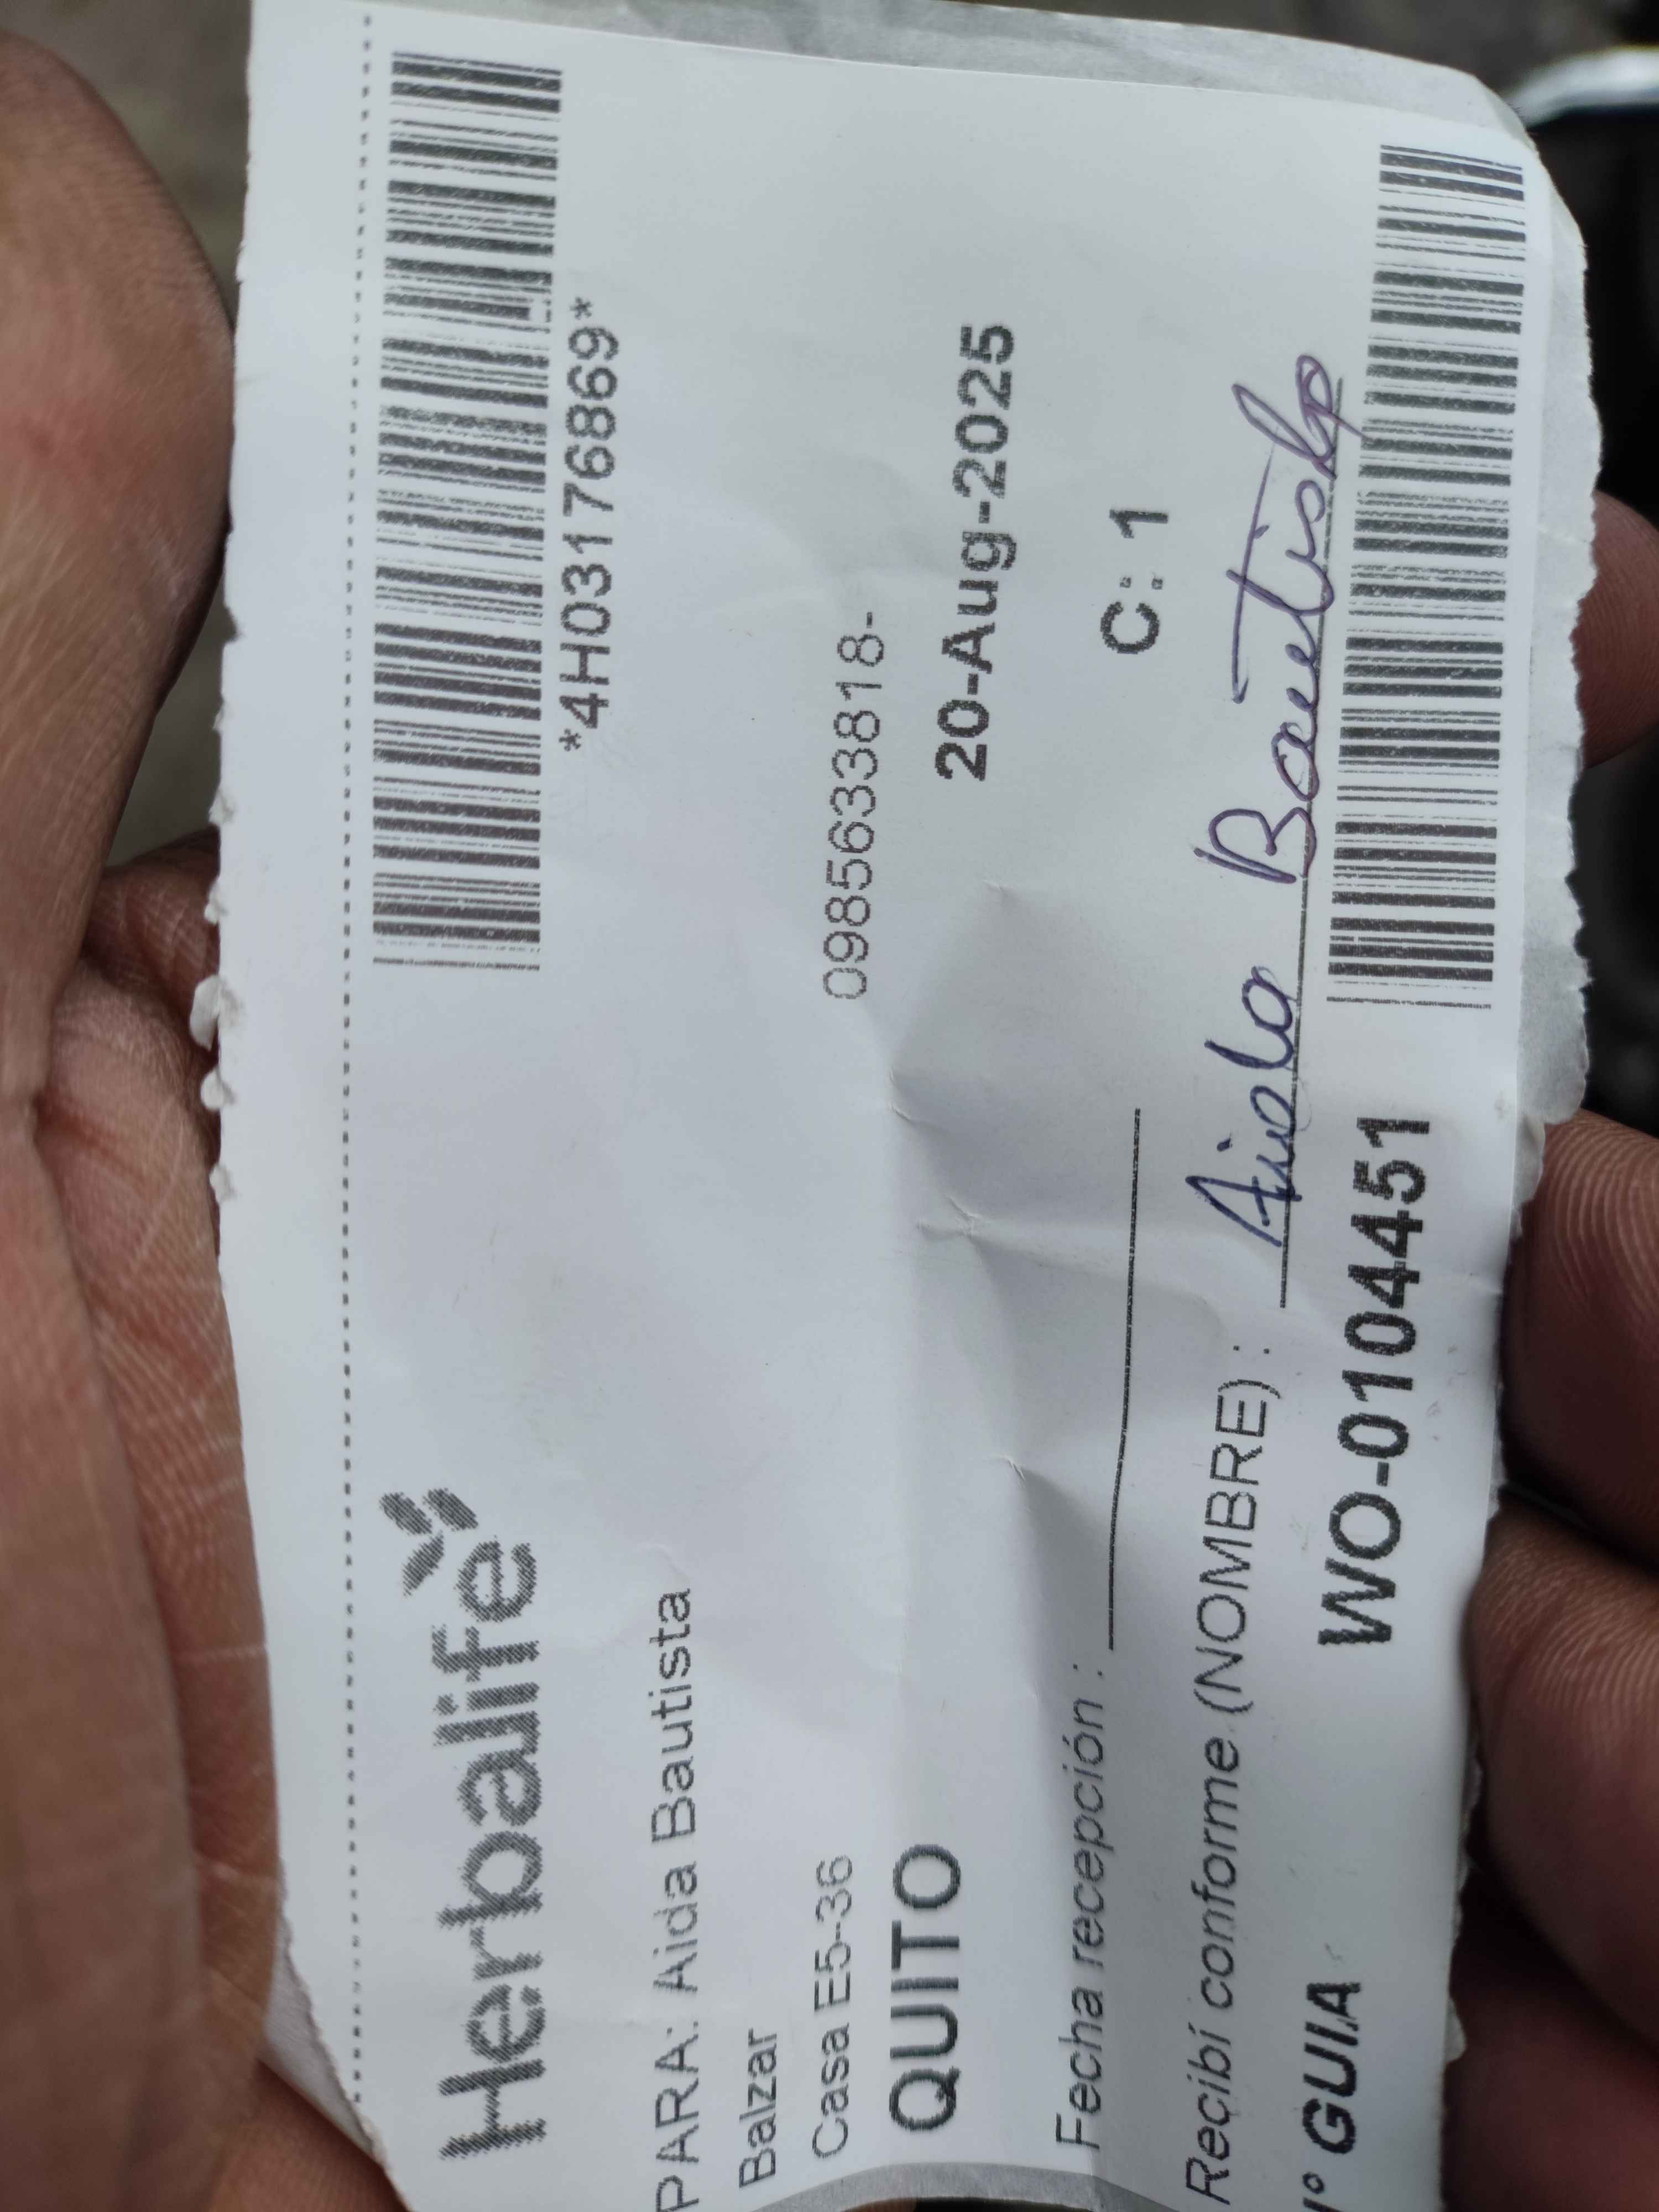 Herbalife
*4H03176869*
PARA: Aida Bautista
Balzar
Casa E5-36
0985633818-
QUITO
20-Aug-2025
Fecha recepción :
C: 1
Recibí conforme (NOMBRE) : Aida Bautista
N° GUIA WO-0104451